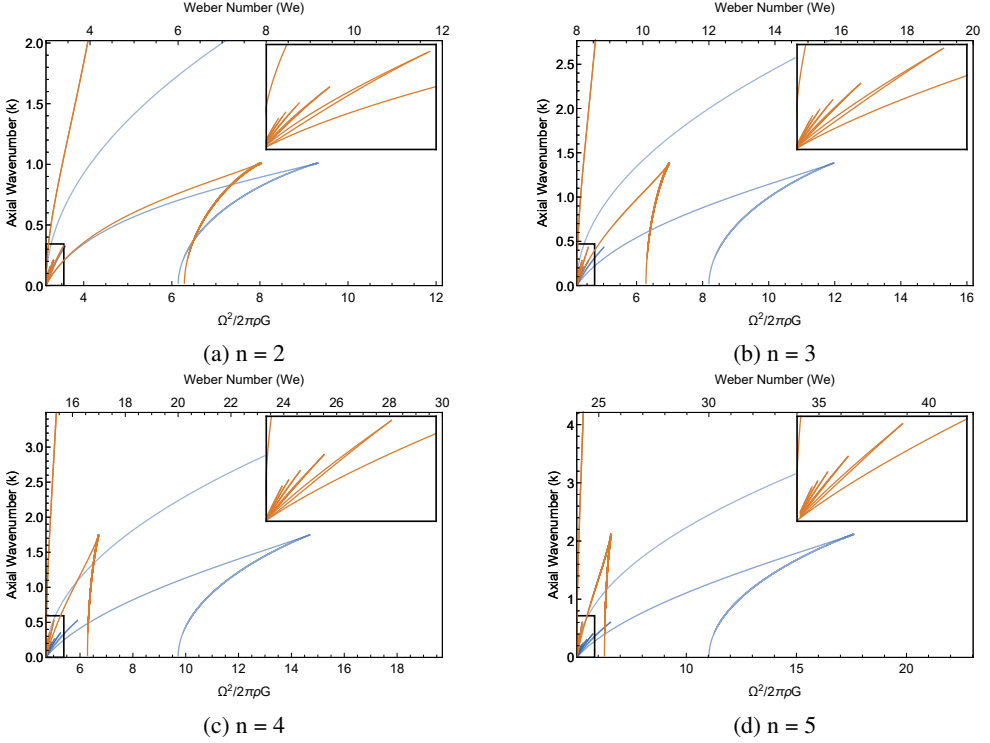 Weber Number (We)
4 6 8 10 12
Axial Wavenumber (k)
2.0
1.5
1.0
0.5
0.0
4 6 8 10 12
Ω²/2πρG
(a) n = 2
Weber Number (We)
8 10 12 14 16 18 20
Axial Wavenumber (k)
2.5
2.0
1.5
1.0
0.5
0.0
6 8 10 12 14 16
Ω²/2πρG
(b) n = 3
Weber Number (We)
16 18 20 22 24 26 28 30
Axial Wavenumber (k)
3.0
2.5
2.0
1.5
1.0
0.5
0.0
6 8 10 12 14 16 18
Ω²/2πρG
(c) n = 4
Weber Number (We)
25 30 35 40
Axial Wavenumber (k)
4
3
2
1
0
10 15 20
Ω²/2πρG
(d) n = 5